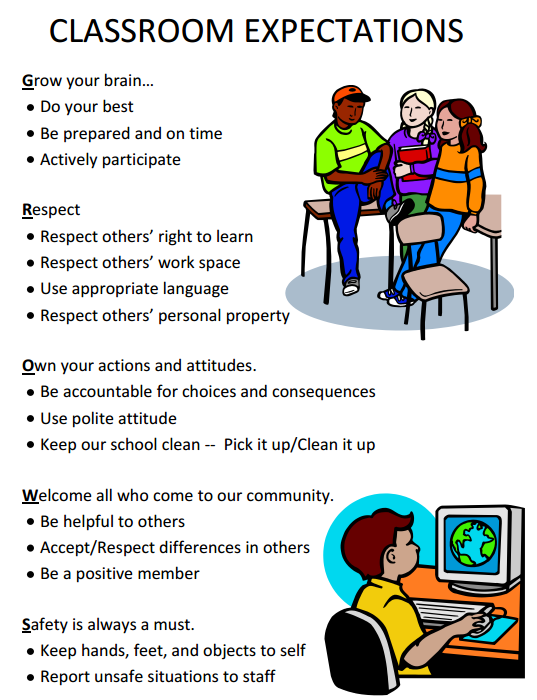 CLASSROOM EXPECTATIONS
Grow your brain…
• Do your best
• Be prepared and on time
• Actively participate
Respect
• Respect others’ right to learn
• Respect others’ work space
• Use appropriate language
• Respect others’ personal property
Own your actions and attitudes.
• Be accountable for choices and consequences
• Use polite attitude
• Keep our school clean -- Pick it up/Clean it up
Welcome all who come to our community.
• Be helpful to others
• Accept/Respect differences in others
• Be a positive member
Safety is always a must.
• Keep hands, feet, and objects to self
• Report unsafe situations to staff